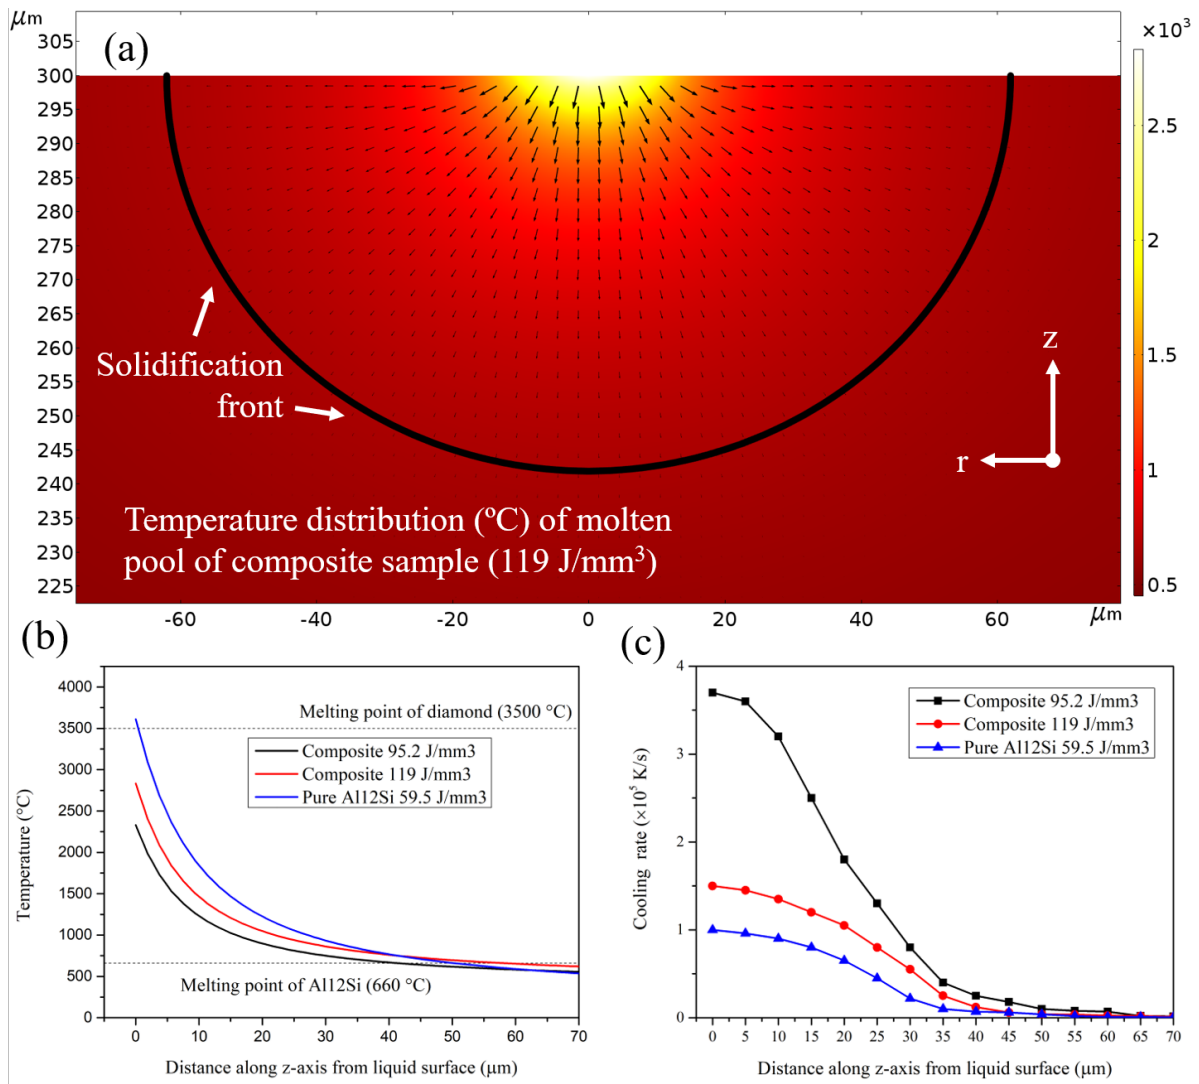 μm
(a)
×10³
305
300
295
290
285
280
275
270
265
260
255
250
245
240
235
230
225
2.5
2
1.5
1
0.5
Solidification
front
z
r
Temperature distribution (ºC) of molten
pool of composite sample (119 J/mm³)
-60 -40 -20 0 20 40 60 μm
(b)
4000
3500
3000
2500
2000
1500
1000
500
0
Temperature (°C)
Melting point of diamond (3500 °C)
Composite 95.2 J/mm3
Composite 119 J/mm3
Pure Al12Si 59.5 J/mm3
Melting point of Al12Si (660 °C)
0 10 20 30 40 50 60 70
Distance along z-axis from liquid surface (μm)
(c)
4
3
2
1
0
Cooling rate (×10⁵ K/s)
Composite 95.2 J/mm3
Composite 119 J/mm3
Pure Al12Si 59.5 J/mm3
0 5 10 15 20 25 30 35 40 45 50 55 60 65 70
Distance along z-axis from liquid surface (μm)